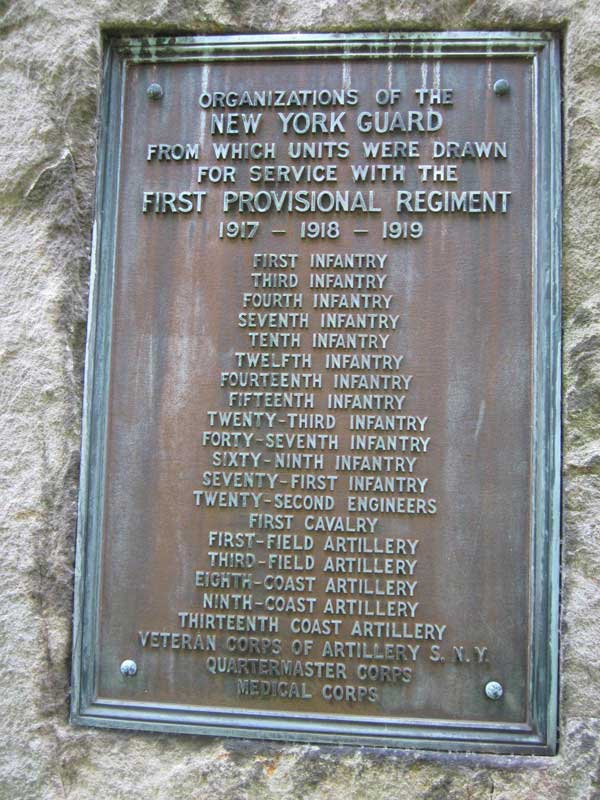 ORGANIZATIONS OF THE
NEW YORK GUARD
FROM WHICH UNITS WERE DRAWN
FOR SERVICE WITH THE
FIRST PROVISIONAL REGIMENT
1917 – 1918 – 1919
FIRST INFANTRY
THIRD INFANTRY
FOURTH INFANTRY
SEVENTH INFANTRY
TENTH INFANTRY
TWELFTH INFANTRY
FOURTEENTH INFANTRY
FIFTEENTH INFANTRY
TWENTY-THIRD INFANTRY
FORTY-SEVENTH INFANTRY
SIXTY-NINTH INFANTRY
SEVENTY-FIRST INFANTRY
TWENTY-SECOND ENGINEERS
FIRST CAVALRY
FIRST-FIELD ARTILLERY
THIRD-FIELD ARTILLERY
EIGHTH-COAST ARTILLERY
NINTH-COAST ARTILLERY
THIRTEENTH COAST ARTILLERY
VETERAN CORPS OF ARTILLERY S. N. Y.
QUARTERMASTER CORPS
MEDICAL CORPS